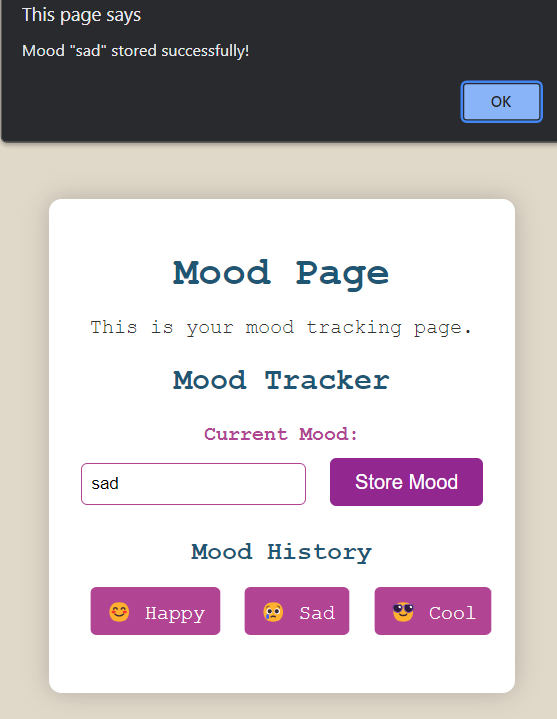 This page says
Mood "sad" stored successfully!
OK
Mood Page
This is your mood tracking page.
Mood Tracker
Current Mood:
sad Store Mood
Mood History
😊 Happy 😢 Sad 😎 Cool